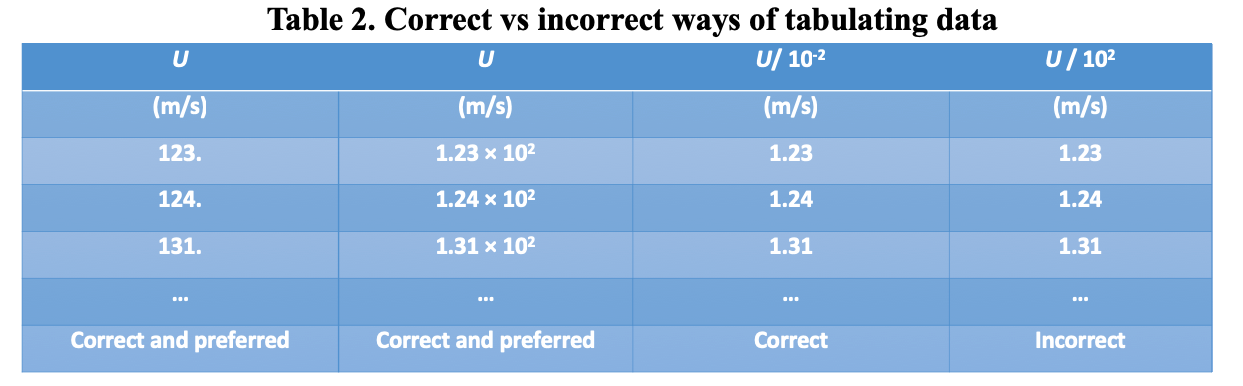 Table 2. Correct vs incorrect ways of tabulating data
U U U/ 10⁻² U / 10²
(m/s) (m/s) (m/s) (m/s)
123. 1.23 × 10² 1.23 1.23
124. 1.24 × 10² 1.24 1.24
131. 1.31 × 10² 1.31 1.31
... ... ... ...
Correct and preferred Correct and preferred Correct Incorrect